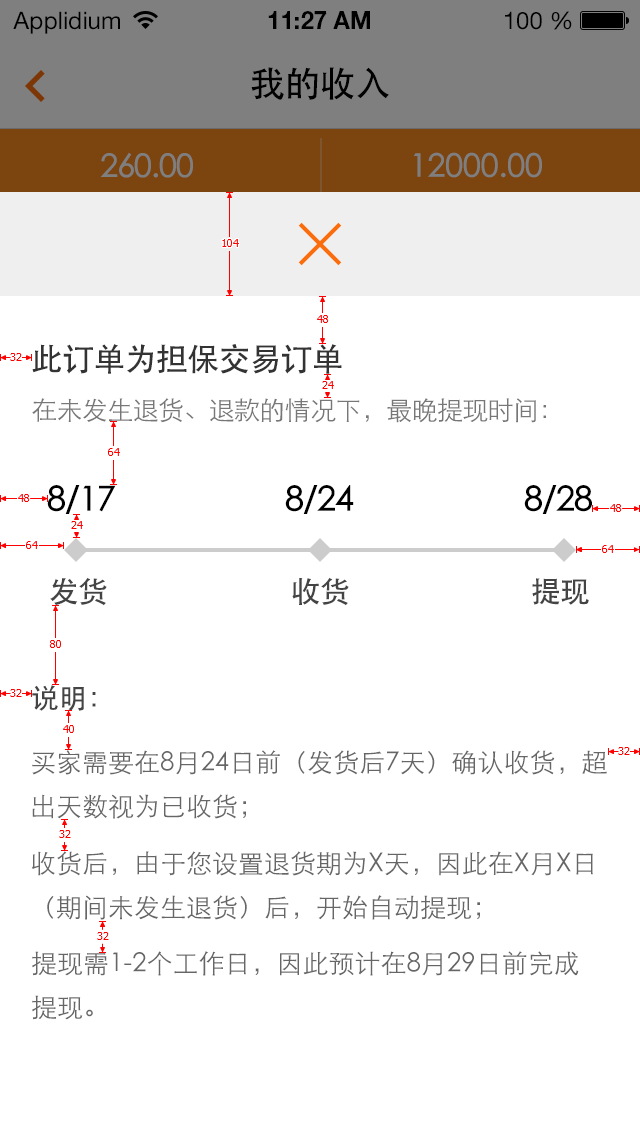 Applidium 11:27 AM 100 %
我的收入
260.00 12000.00
104
48
32 此订单为担保交易订单
24
在未发生退货、退款的情况下，最晚提现时间：
64
48 8/17 8/24 8/28 48
24
64 64
发货 收货 提现
80
32 说明：
40
32
买家需要在8月24日前（发货后7天）确认收货，超
出天数视为已收货；
32
收货后，由于您设置退货期为X天，因此在X月X日
（期间未发生退货）后，开始自动提现；
32
提现需1-2个工作日，因此预计在8月29日前完成
提现。